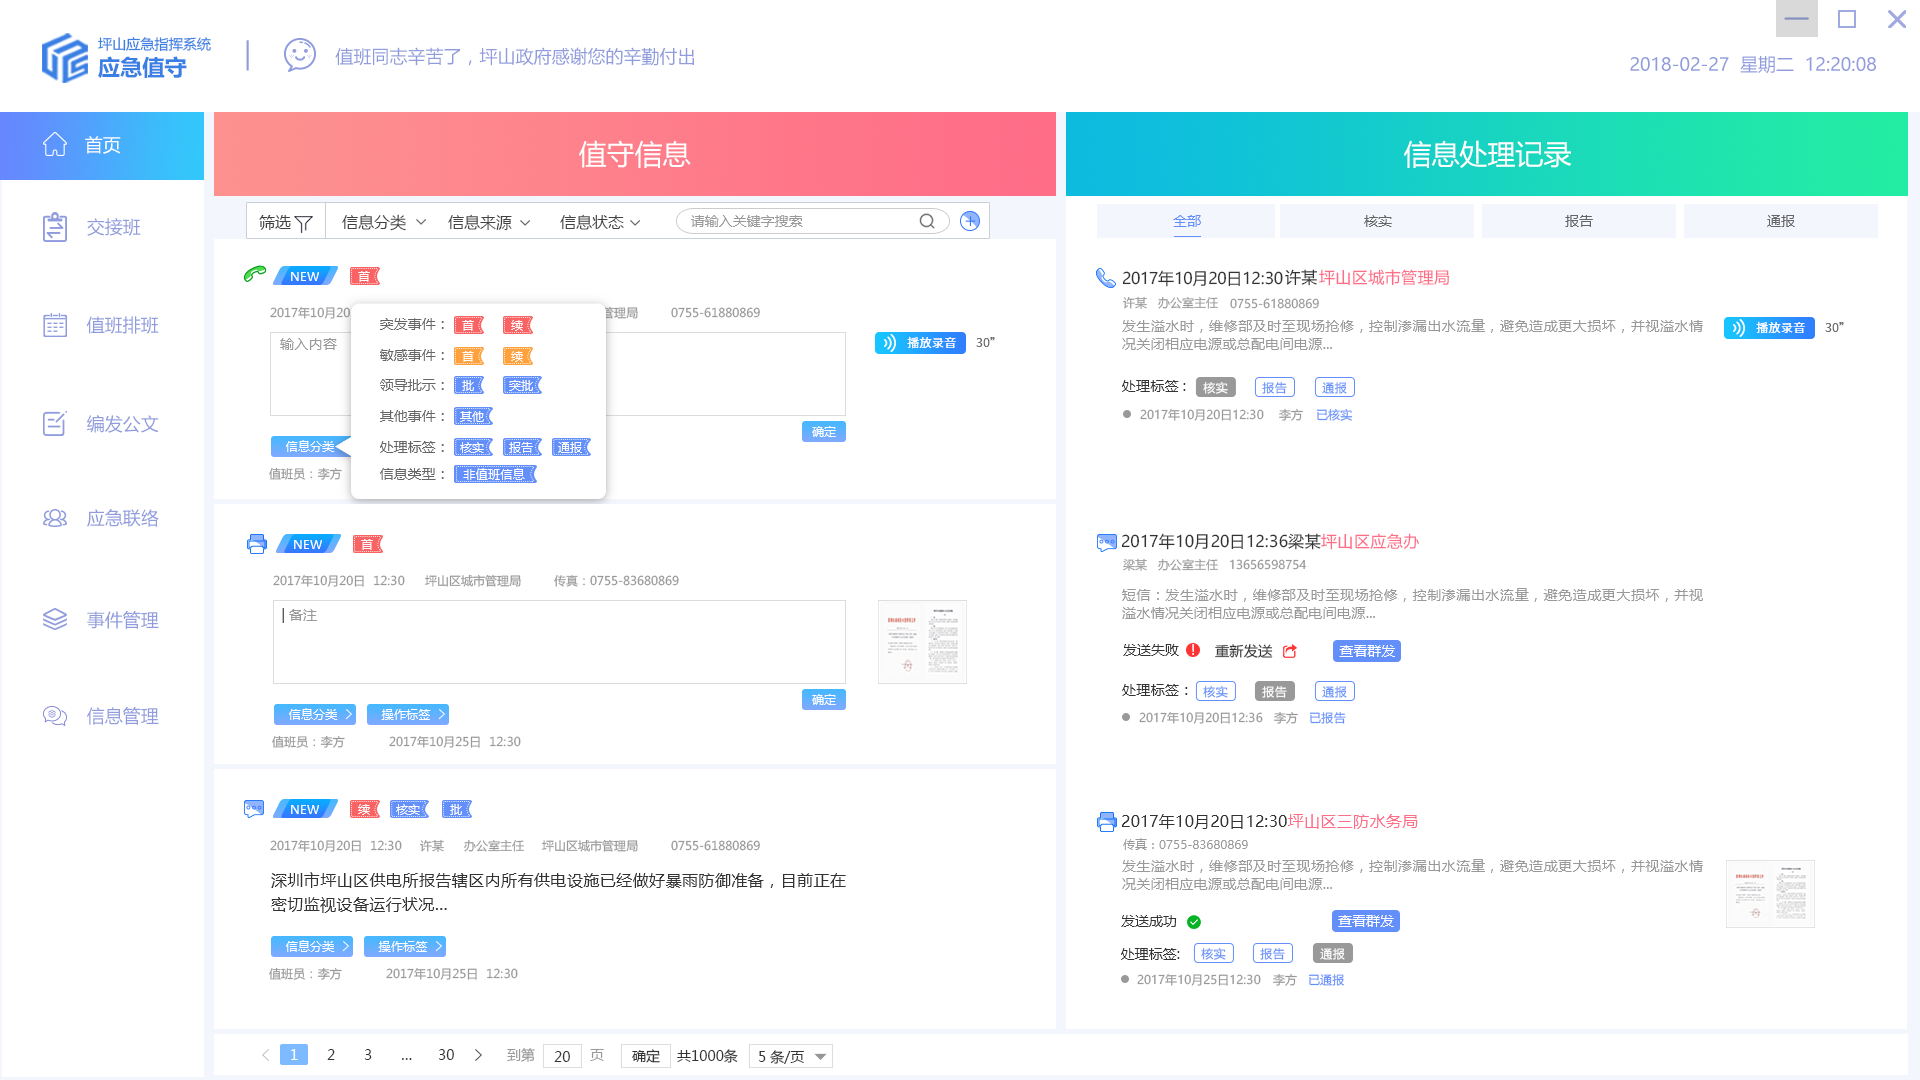 坪山应急指挥系统
应急值守
值班同志辛苦了，坪山政府感谢您的辛勤付出
2018-02-27 星期二 12:20:08
首页
交接班
值班排班
编发公文
应急联络
事件管理
信息管理
值守信息
筛选 信息分类 信息来源 信息状态 请输入关键字搜索
NEW 首
2017年10月20 管理局 0755-61880869
输入内容
播放录音 30”
确定
信息分类
值班员：李方
突发事件： 首 续
敏感事件： 首 续
领导批示： 批 突批
其他事件： 其他
处理标签： 核实 报告 通报
信息类型： 非值班信息
NEW 首
2017年10月20日 12:30 坪山区城市管理局 传真：0755-83680869
备注
确定
信息分类 操作标签
值班员：李方 2017年10月25日 12:30
NEW 续 核实 批
2017年10月20日 12:30 许某 办公室主任 坪山区城市管理局 0755-61880869
深圳市坪山区供电所报告辖区内所有供电设施已经做好暴雨防御准备，目前正在
密切监视设备运行状况...
信息分类 操作标签
值班员：李方 2017年10月25日 12:30
1 2 3 ... 30 到第 20 页 确定 共1000条 5 条/页
信息处理记录
全部 核实 报告 通报
2017年10月20日12:30许某坪山区城市管理局
许某 办公室主任 0755-61880869
发生溢水时，维修部及时至现场抢修，控制渗漏出水流量，避免造成更大损坏，并视溢水情
况关闭相应电源或总配电间电源...
播放录音 30”
处理标签： 核实 报告 通报
2017年10月20日12:30 李方 已核实
2017年10月20日12:36梁某坪山区应急办
梁某 办公室主任 13656598754
短信：发生溢水时，维修部及时至现场抢修，控制渗漏出水流量，避免造成更大损坏，并视
溢水情况关闭相应电源或总配电间电源...
发送失败 重新发送 查看群发
处理标签： 核实 报告 通报
2017年10月20日12:36 李方 已报告
2017年10月20日12:30坪山区三防水务局
传真：0755-83680869
发生溢水时，维修部及时至现场抢修，控制渗漏出水流量，避免造成更大损坏，并视溢水情
况关闭相应电源或总配电间电源...
发送成功 查看群发
处理标签: 核实 报告 通报
2017年10月25日12:30 李方 已通报